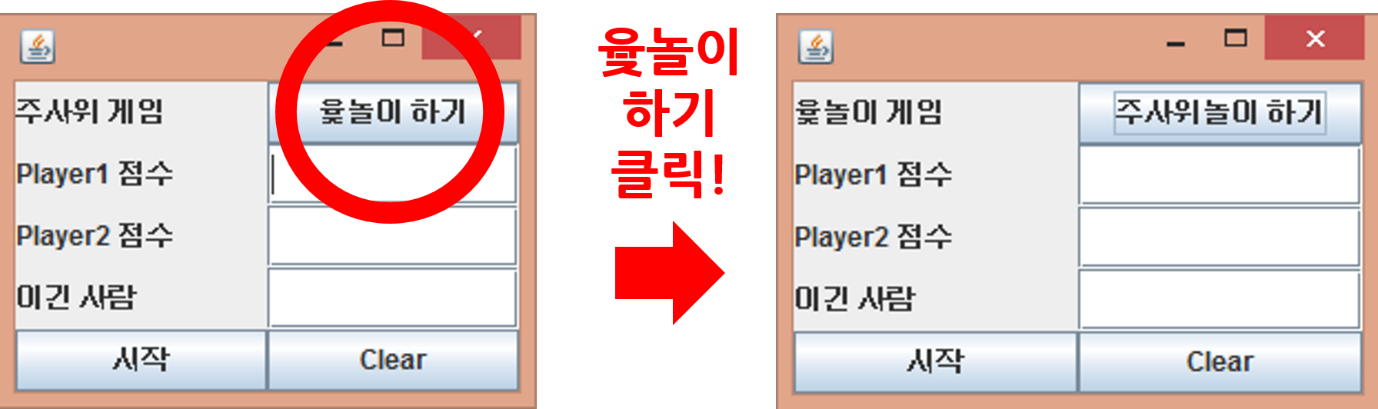 주사위 게임
윷놀이 하기
Player1 점수
Player2 점수
이긴 사람
시작
Clear
윷놀이
하기
클릭!
윷놀이 게임
주사위놀이 하기
Player1 점수
Player2 점수
이긴 사람
시작
Clear